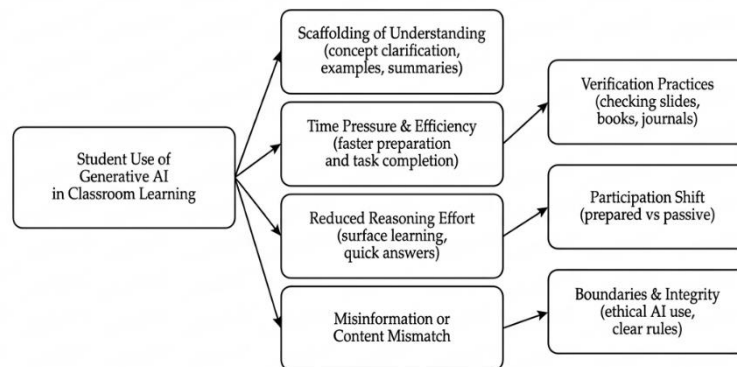 Student Use of
Generative AI
in Classroom Learning
Scaffolding of Understanding
(concept clarification,
examples, summaries)
Time Pressure & Efficiency
(faster preparation
and task completion)
Reduced Reasoning Effort
(surface learning,
quick answers)
Misinformation or
Content Mismatch
Verification Practices
(checking slides,
books, journals)
Participation Shift
(prepared vs passive)
Boundaries & Integrity
(ethical AI use,
clear rules)